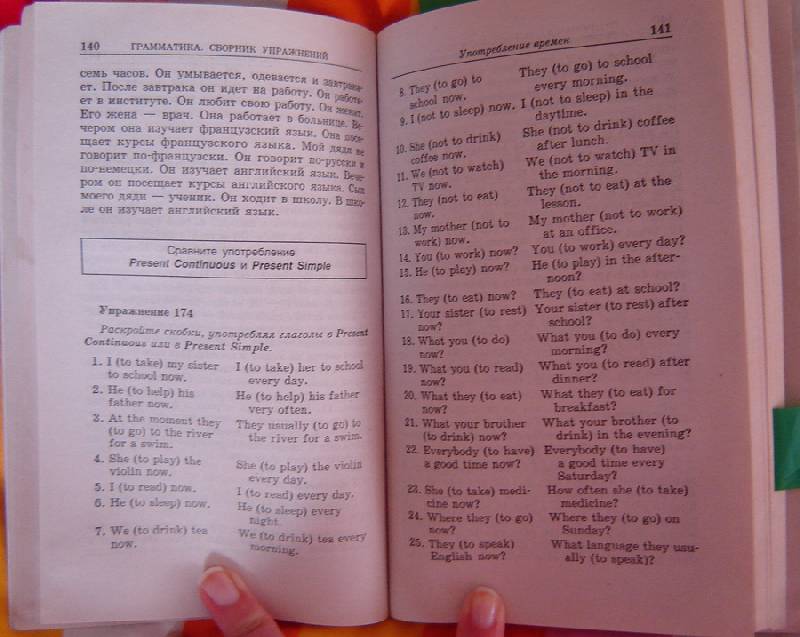 140 ГРАММАТИКА. СБОРНИК УПРАЖНЕНИЙ
семь часов. Он умывается, одевается и завтрака-
ет. После завтрака он идет на работу. Он работа-
ет в институте. Он любит свою работу. Он женат.
Его жена — врач. Она работает в больнице. Ве-
чером она изучает французский язык. Она посе-
щает курсы французского языка. Мой дядя не
говорит по-французски. Он говорит по-русски и
по-немецки. Он изучает английский язык. Вече-
ром он посещает курсы английского языка. Сын
моего дяди — ученик. Он ходит в школу. В шко-
ле он изучает английский язык.
Сравните употребление
Present Continuous и Present Simple
Упражнение 174
Раскройте скобки, употребляя глаголы в Present
Continuous или в Present Simple.
1. I (to take) my sister I (to take) her to school
to school now. every day.
2. He (to help) his He (to help) his father
father now. very often.
3. At the moment they They usually (to go) to
(to go) to the river the river for a swim.
for a swim.
4. She (to play) the She (to play) the violin
violin now. every day.
5. I (to read) now. I (to read) every day.
6. He (to sleep) now. He (to sleep) every
night.
7. We (to drink) tea We (to drink) tea every
now. morning.
Употребление времен 141
8. They (to go) to They (to go) to school
school now. every morning.
9. I (not to sleep) now. I (not to sleep) in the
daytime.
10. She (not to drink) She (not to drink) coffee
coffee now. after lunch.
11. We (not to watch) We (not to watch) TV in
TV now. the morning.
12. They (not to eat) They (not to eat) at the
now. lesson.
13. My mother (not to My mother (not to work)
work) now. at an office.
14. You (to work) now? You (to work) every day?
15. He (to play) now? He (to play) in the after-
noon?
16. They (to eat) now? They (to eat) at school?
17. Your sister (to rest) Your sister (to rest) after
now? school?
18. What you (to do) What you (to do) every
now? morning?
19. What you (to read) What you (to read) after
now? dinner?
20. What they (to eat) What they (to eat) for
now? breakfast?
21. What your brother What your brother (to
(to drink) now? drink) in the evening?
22. Everybody (to have) Everybody (to have)
a good time now? a good time every
Saturday?
23. She (to take) medi- How often she (to take)
cine now? medicine?
24. Where they (to go) Where they (to go) on
now? Sunday?
25. They (to speak) What language they usu-
English now? ally (to speak)?